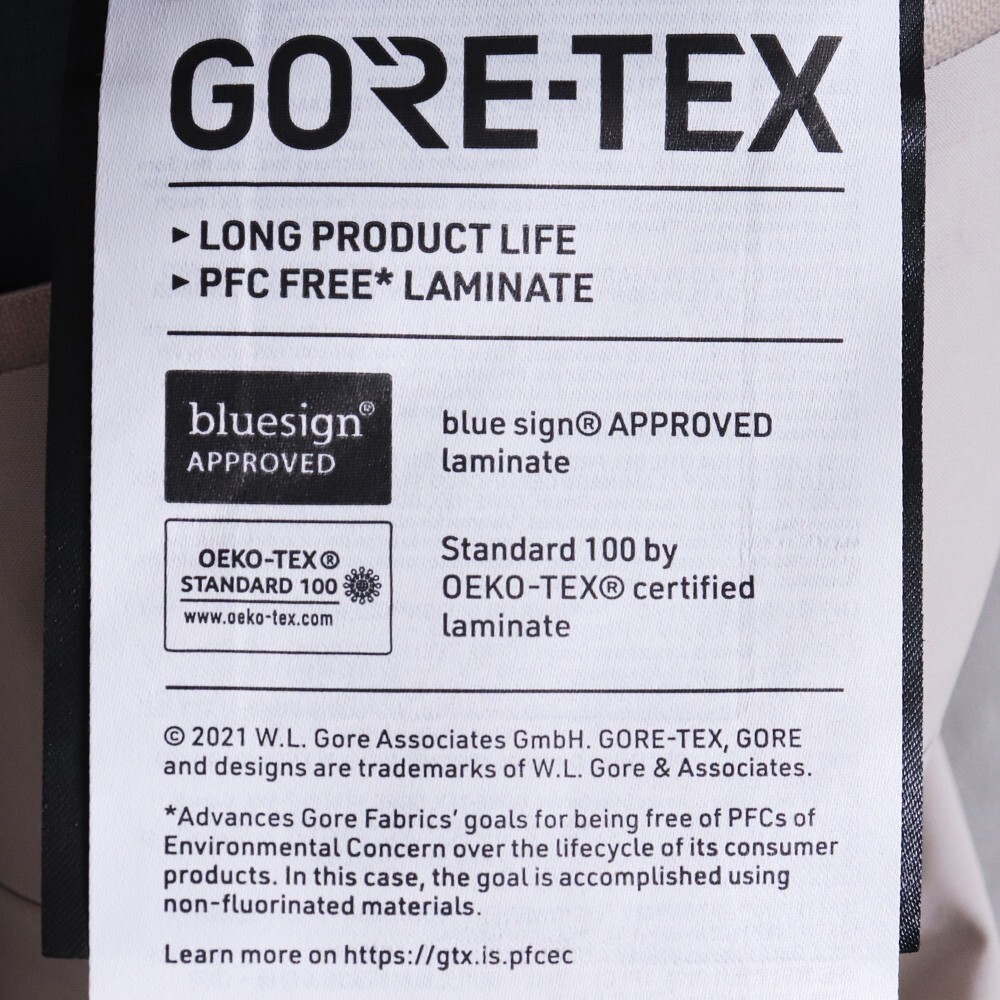 GORE-TEX
▸ LONG PRODUCT LIFE
▸ PFC FREE* LAMINATE
bluesign®
APPROVED
blue sign® APPROVED
laminate
OEKO-TEX®
STANDARD 100
www.oeko-tex.com
Standard 100 by
OEKO-TEX® certified
laminate
© 2021 W.L. Gore Associates GmbH. GORE-TEX, GORE
and designs are trademarks of W.L. Gore & Associates.
*Advances Gore Fabrics' goals for being free of PFCs of
Environmental Concern over the lifecycle of its consumer
products. In this case, the goal is accomplished using
non-fluorinated materials.
Learn more on https://gtx.is.pfcec